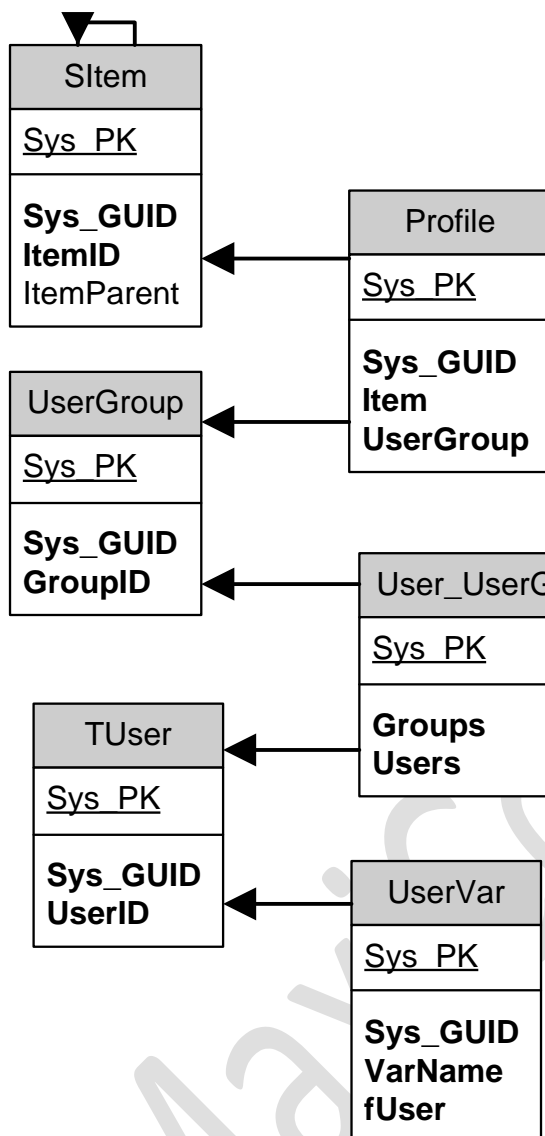 SItem
Sys_PK
Sys_GUID
ItemID
ItemParent
Profile
Sys_PK
Sys_GUID
Item
UserGroup
UserGroup
Sys_PK
Sys_GUID
GroupID
User_UserG
Sys_PK
Groups
Users
TUser
Sys_PK
Sys_GUID
UserID
UserVar
Sys_PK
Sys_GUID
VarName
fUser